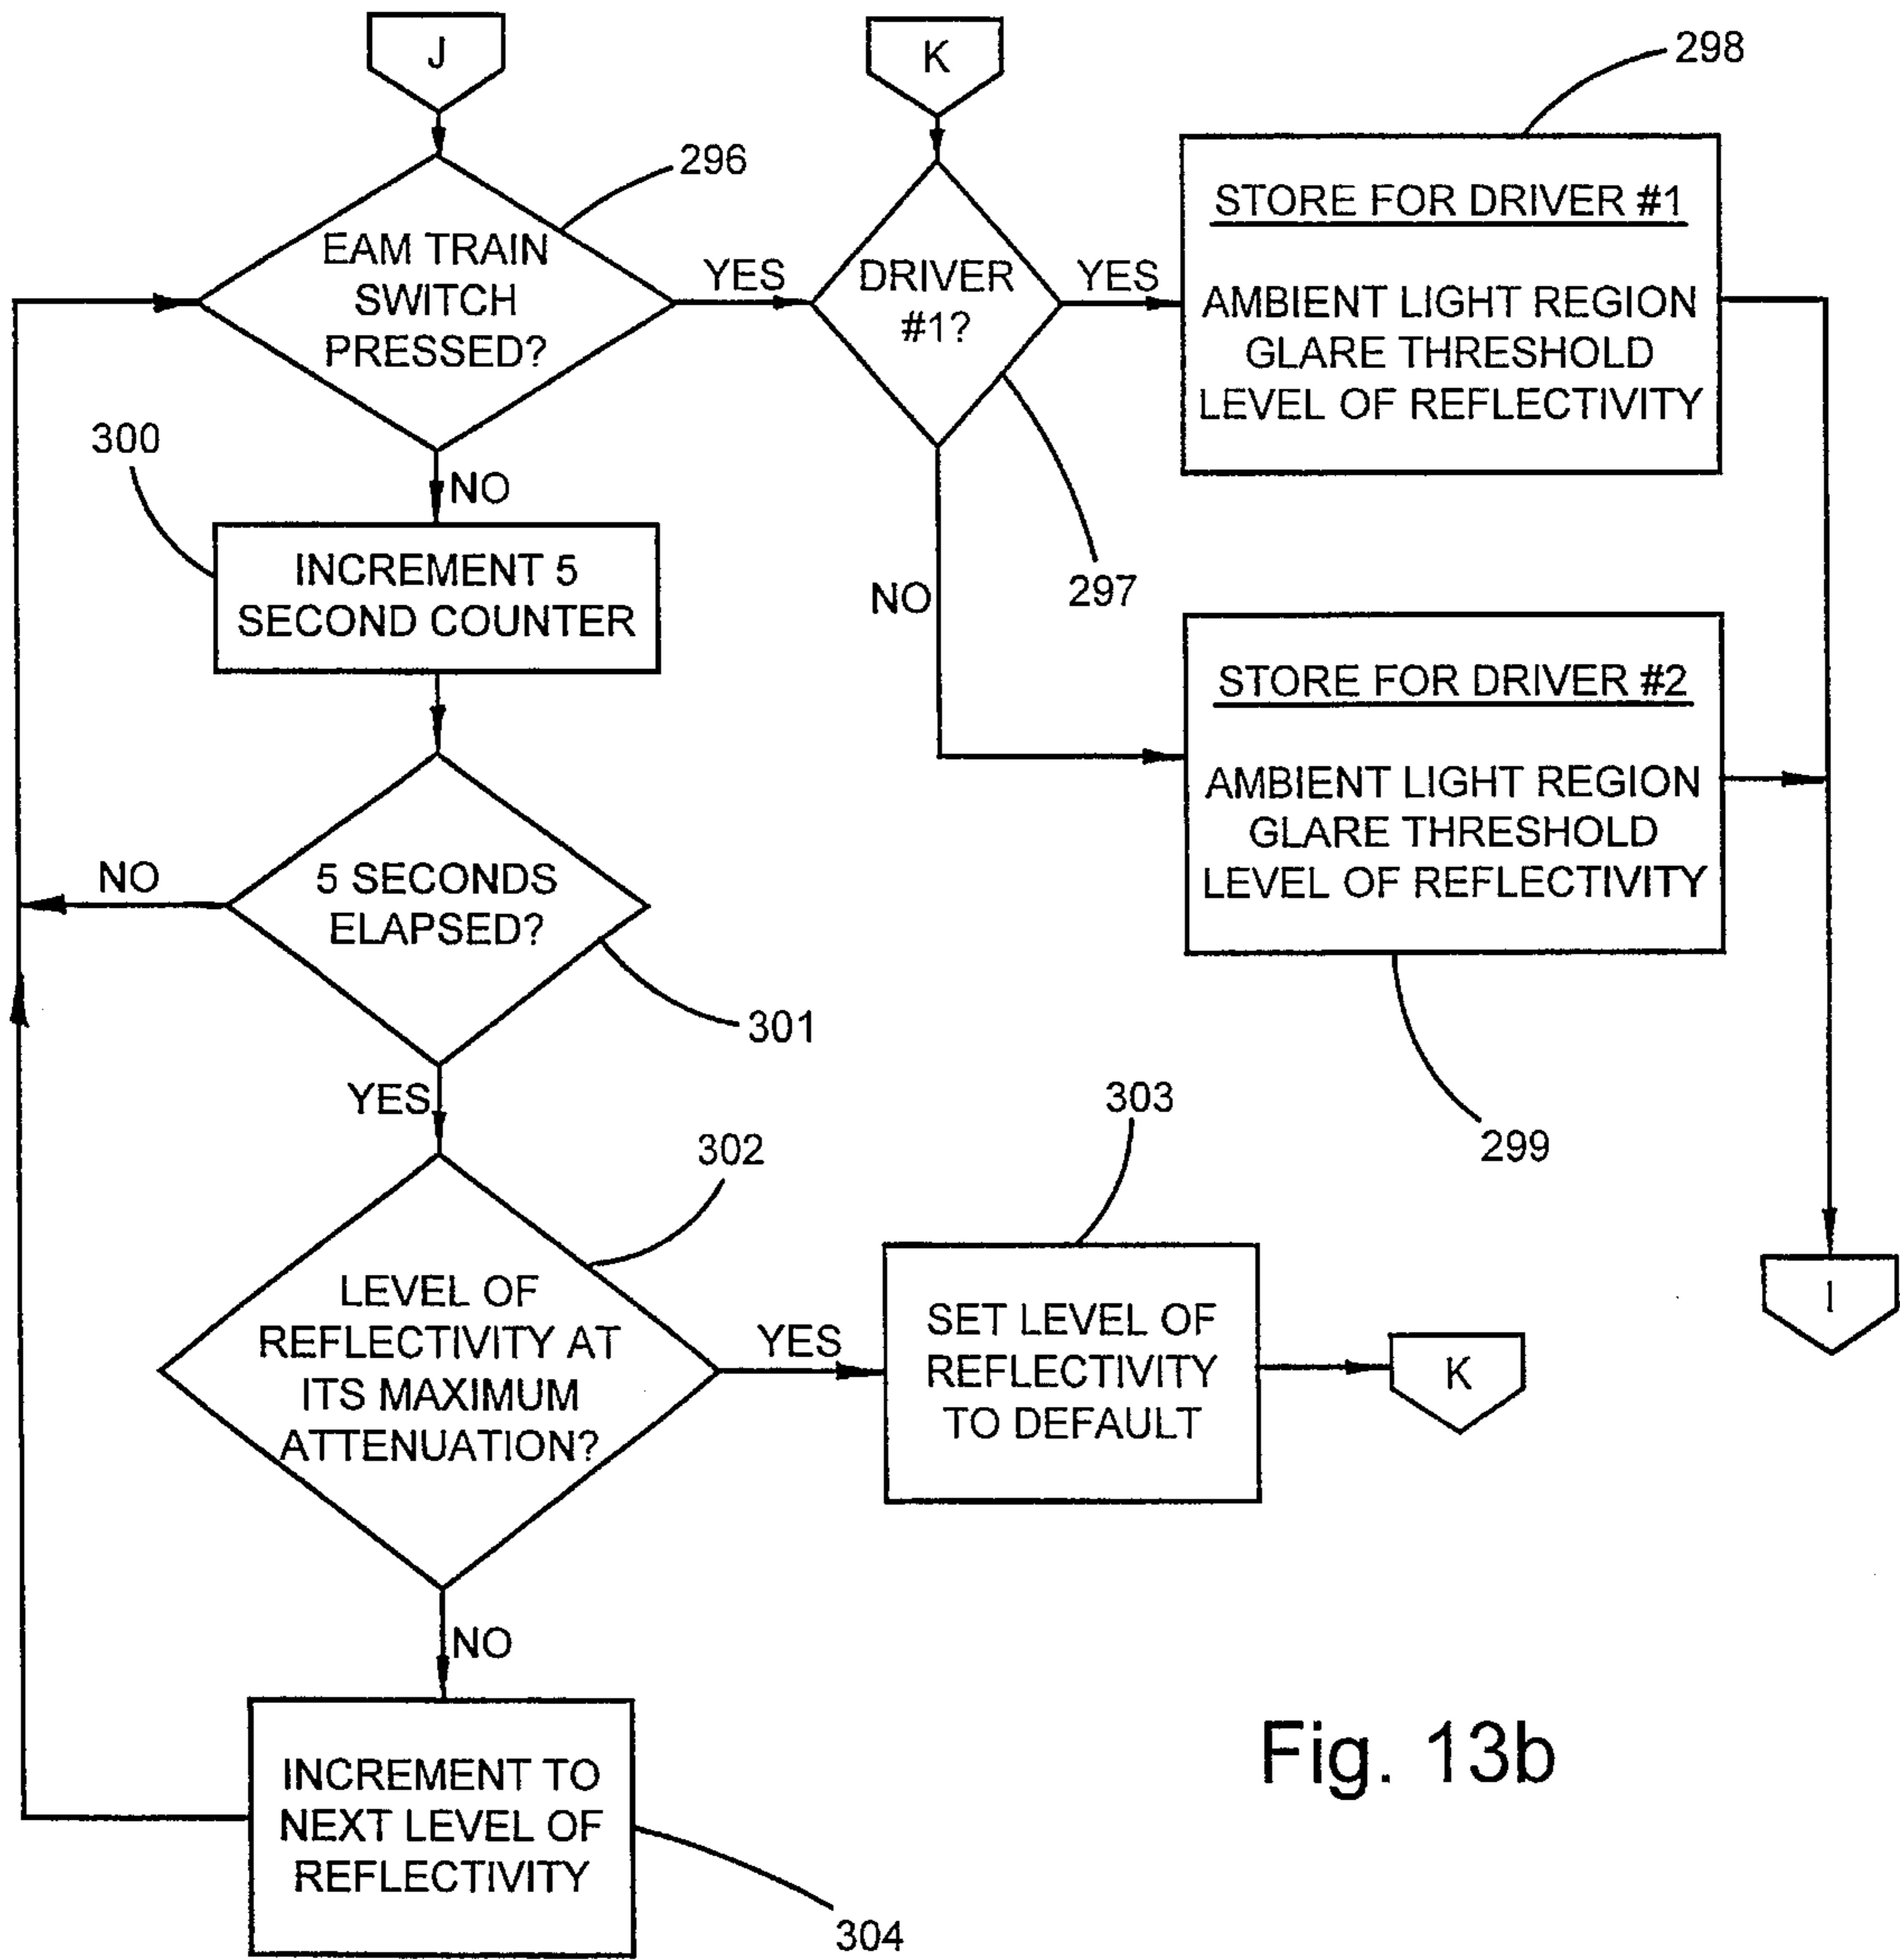 J
K
298
296
EAM TRAIN
SWITCH
PRESSED?
YES
DRIVER
#1?
YES
STORE FOR DRIVER #1
AMBIENT LIGHT REGION
GLARE THRESHOLD
LEVEL OF REFLECTIVITY
300
NO
INCREMENT 5
SECOND COUNTER
NO
297
STORE FOR DRIVER #2
AMBIENT LIGHT REGION
GLARE THRESHOLD
LEVEL OF REFLECTIVITY
NO
5 SECONDS
ELAPSED?
301
YES
303
299
302
LEVEL OF
REFLECTIVITY AT
ITS MAXIMUM
ATTENUATION?
YES
SET LEVEL OF
REFLECTIVITY
TO DEFAULT
K
I
NO
INCREMENT TO
NEXT LEVEL OF
REFLECTIVITY
304
Fig. 13b